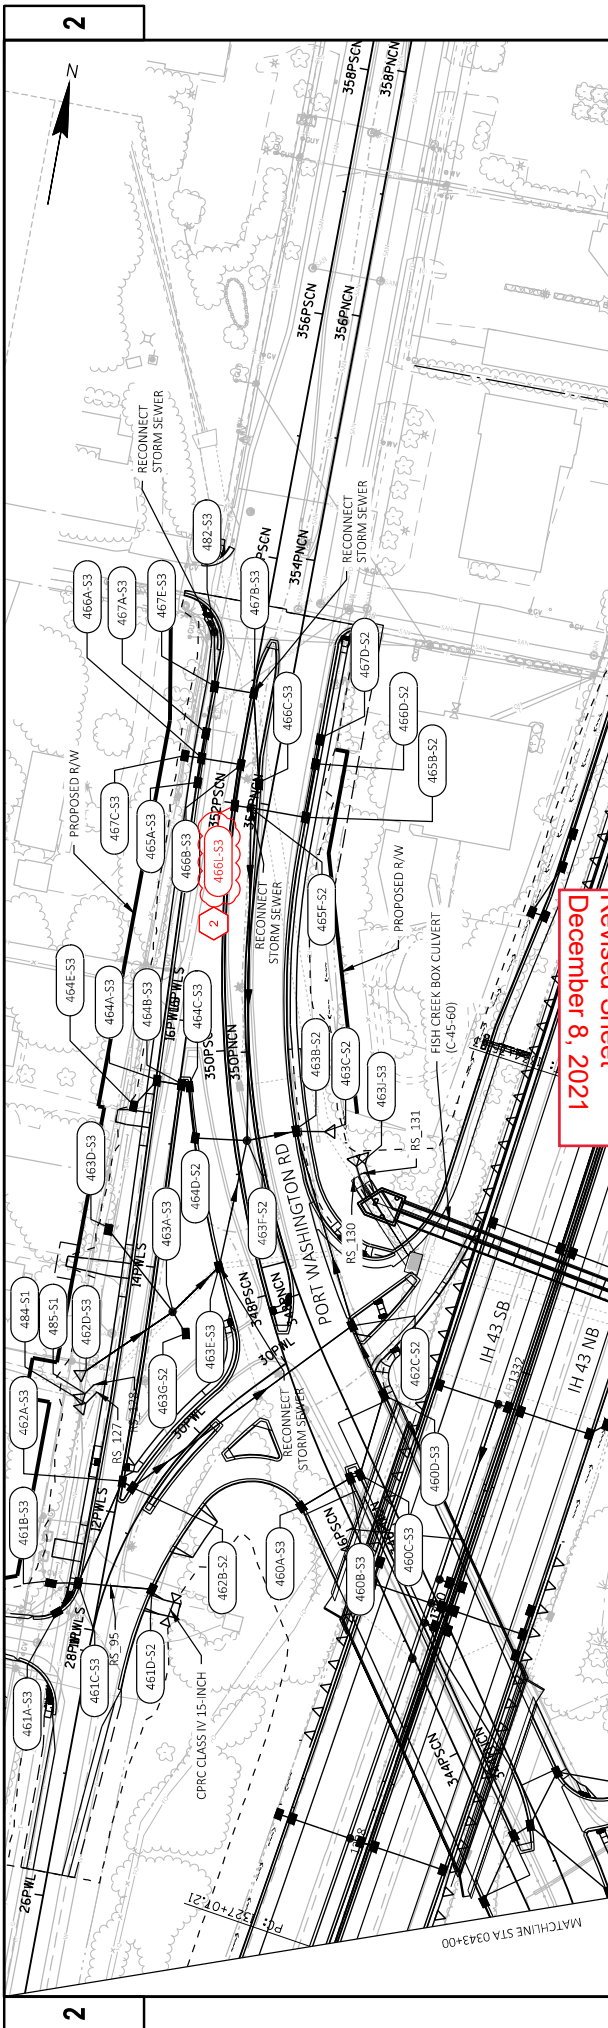 2
N
358PSCN
358PNCN
356PSCN
356PNCN
RECONNECT
STORM SEWER
482-S3
354PNCN
RECONNECT
STORM SEWER
466A-S3
467A-S3
467E-S3
467B-S3
466C-S3
467D-S2
466D-S2
465B-S2
PROPOSED R/W
467C-S3
465A-S3
466B-S3
352PSCN
466L-S3
2
RECONNECT
STORM SEWER
465F-S2
PROPOSED R/W
FISH CREEK BOX CULVERT
(C-45-60)
Revised Sheet
December 8, 2021
464E-S3
464A-S3
464B-S3
464C-S3
350PNCN
463D-S3
463A-S3
464D-S2
463F-S2
463B-S2
463C-S2
463J-S3
RS_131
RS_130
PORT WASHINGTON RD
14PWLS
348PSCN
30PWL
30PWL
484-S1
485-S1
462D-S3
463G-S2
463E-S3
462C-S2
IH 43 SB
IH 43 NB
462A-S3
461B-S3
RS_127
RECONNECT
STORM SEWER
460D-S3
12PWLS
462B-S2
460A-S3
460B-S3
460C-S3
461A-S3
461C-S3
RS_95
461D-S2
CPRC CLASS IV 15-INCH
344PSCN
26PWL
PC: 1327+07.21
MATCHLINE STA 0343+00
2